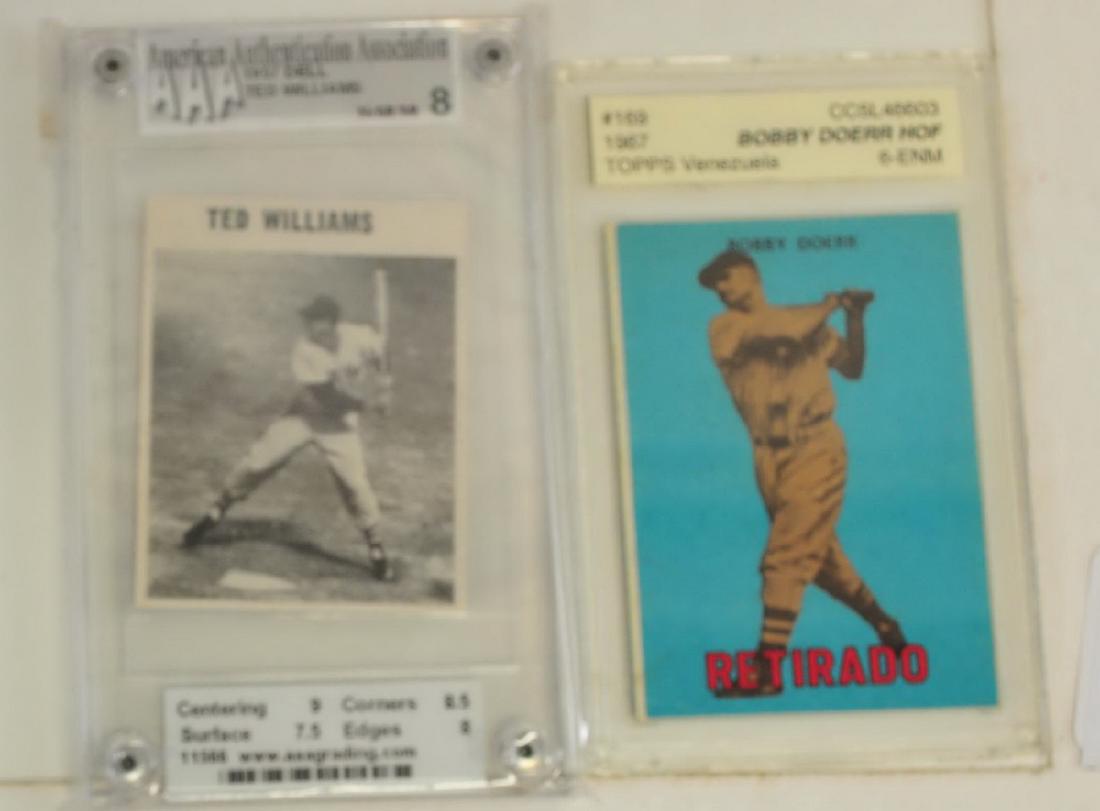 American Authentication Association
AAA
TED WILLIAMS
8
TED WILLIAMS
Centering 9 Corners 8.5
Surface 7.5 Edges 8
11566 www.aaagrading.com
#169
1967 BOBBY DOERR HOF
TOPPS Venezuela 6-ENM
BOBBY DOERR
RETIRADO